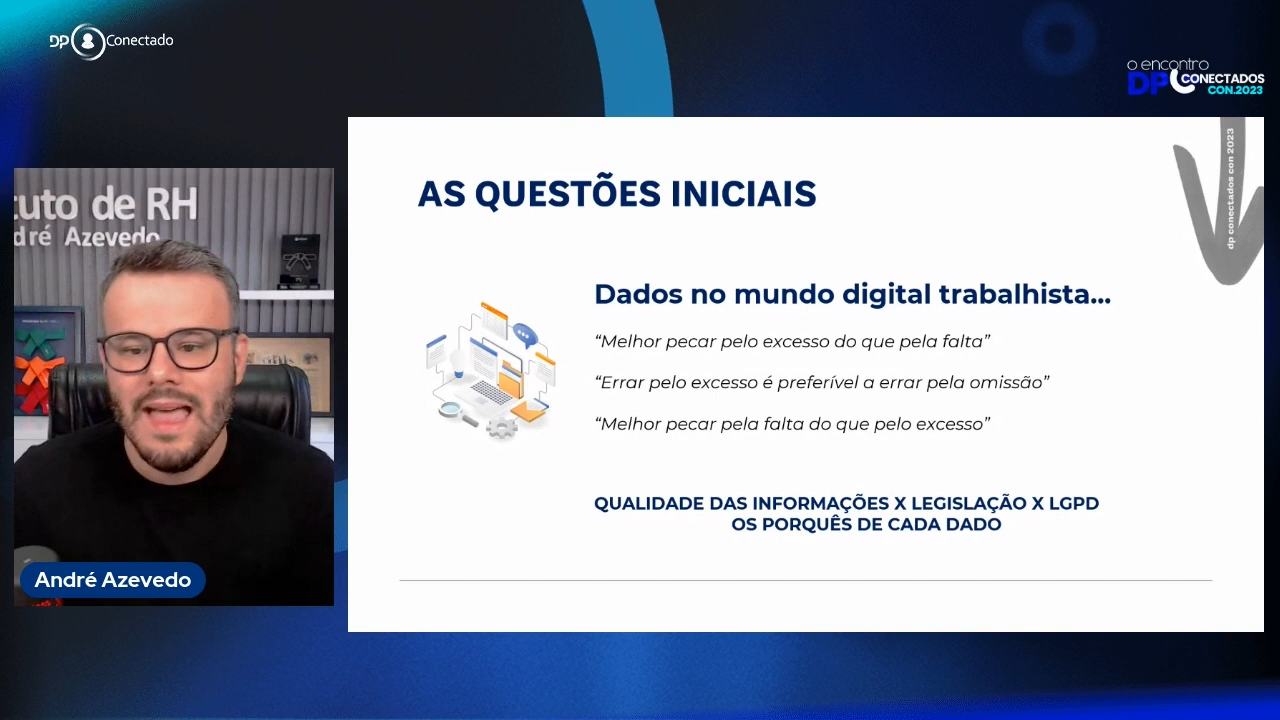 DP Conectado
o encontro
DP CONECTADOS
CON.2023
dp conectados con 2023
AS QUESTÕES INICIAIS
de RH
Azevedo
Dados no mundo digital trabalhista...
“Melhor pecar pelo excesso do que pela falta”
“Errar pelo excesso é preferível a errar pela omissão”
“Melhor pecar pela falta do que pelo excesso”
QUALIDADE DAS INFORMAÇÕES X LEGISLAÇÃO X LGPD
OS PORQUÊS DE CADA DADO
André Azevedo